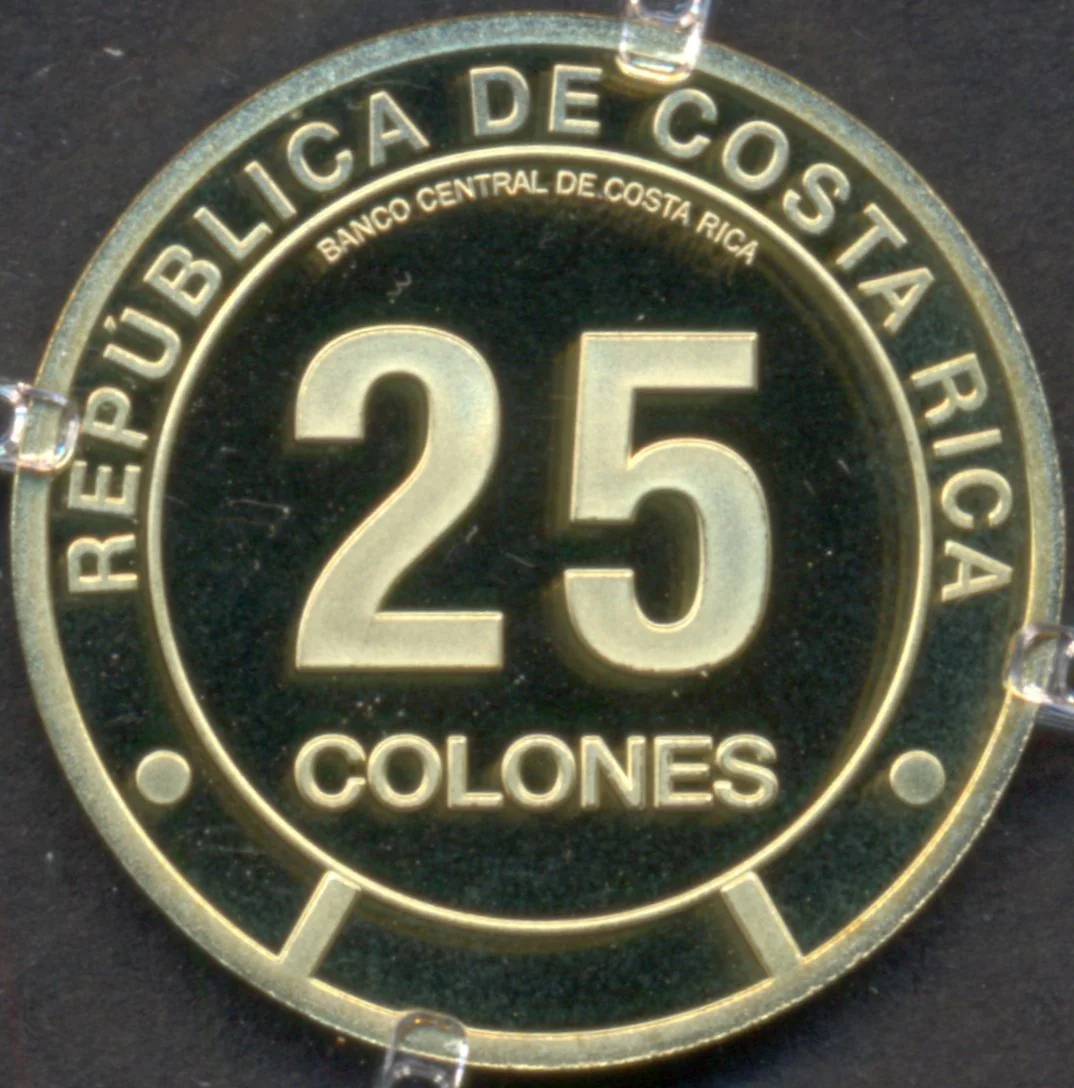 REPÚBLICA DE COSTA RICA
BANCO CENTRAL DE COSTA RICA
25
COLONES